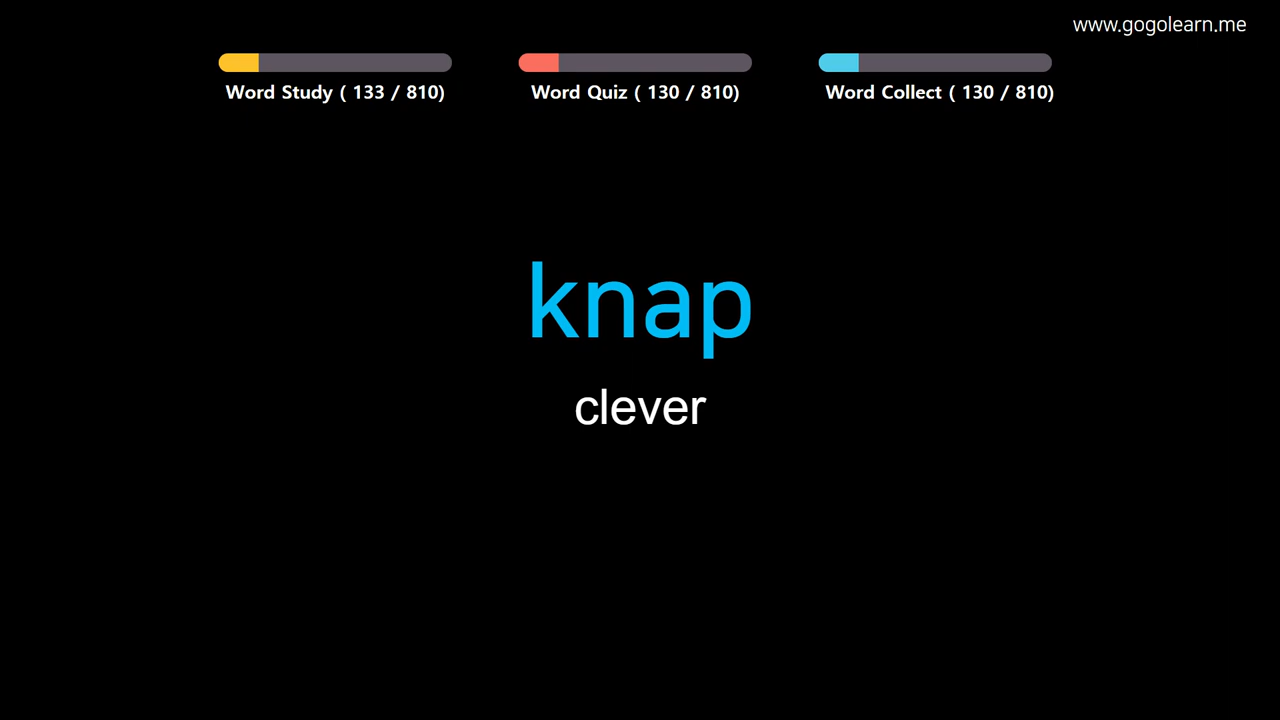 www.gogolearn.me
Word Study ( 133 / 810)
Word Quiz ( 130 / 810)
Word Collect ( 130 / 810)
knap
clever